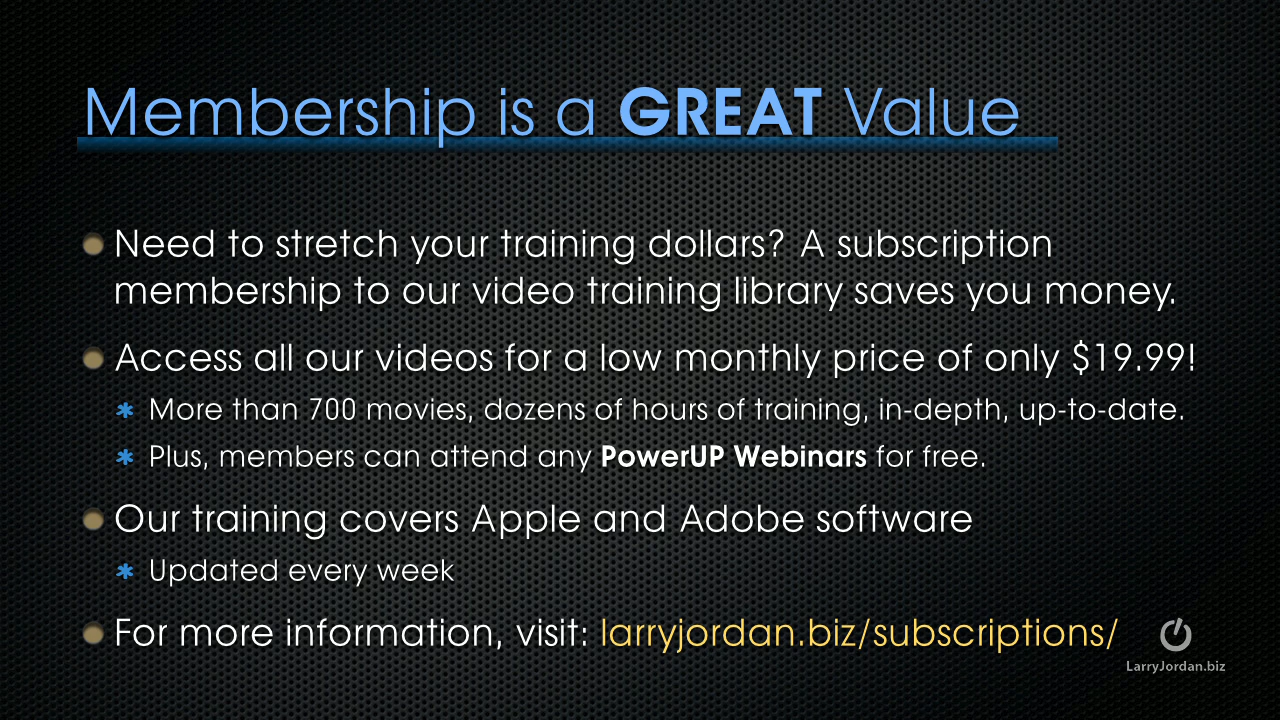 Membership is a GREAT Value
Need to stretch your training dollars? A subscription
membership to our video training library saves you money.
Access all our videos for a low monthly price of only $19.99!
More than 700 movies, dozens of hours of training, in-depth, up-to-date.
Plus, members can attend any PowerUP Webinars for free.
Our training covers Apple and Adobe software
Updated every week
For more information, visit: larryjordan.biz/subscriptions/
LarryJordan.biz